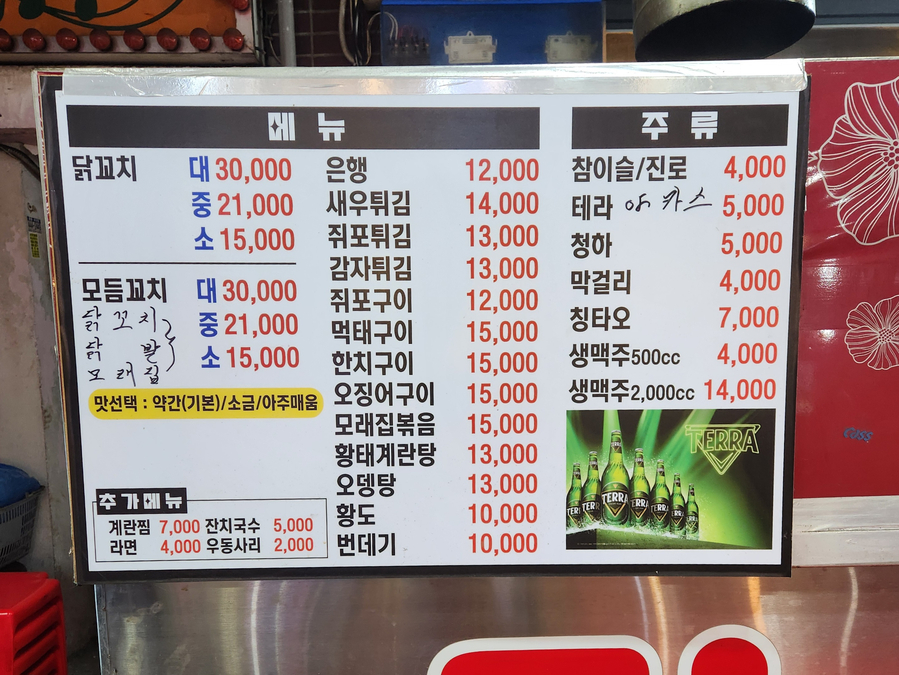 메뉴
닭꼬치 대 30,000
중 21,000
소 15,000
모듬꼬치 대 30,000
닭꼬치 중 21,000
닭발 소 15,000
모래집
맛선택 : 약간(기본)/소금/아주매움
추가메뉴
계란찜 7,000 잔치국수 5,000
라면 4,000 우동사리 2,000
은행 12,000
새우튀김 14,000
쥐포튀김 13,000
감자튀김 13,000
쥐포구이 12,000
먹태구이 15,000
한치구이 15,000
오징어구이 15,000
모래집볶음 15,000
황태계란탕 13,000
오뎅탕 13,000
황도 10,000
번데기 10,000
주류
참이슬/진로 4,000
테라 카스 5,000
청하 5,000
막걸리 4,000
칭타오 7,000
생맥주500cc 4,000
생맥주2,000cc 14,000
TERRA
TERRA